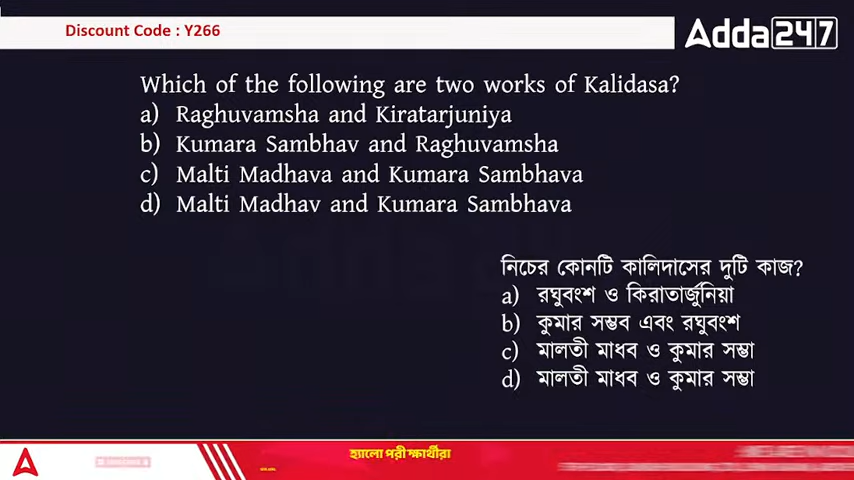 Discount Code : Y266
Adda247
Which of the following are two works of Kalidasa?
a) Raghuvamsha and Kiratarjuniya
b) Kumara Sambhav and Raghuvamsha
c) Malti Madhava and Kumara Sambhava
d) Malti Madhav and Kumara Sambhava
নিচের কোনটি কালিদাসের দুটি কাজ?
a) রঘুবংশ ও কিরাতার্জুনিয়া
b) কুমার সম্ভব এবং রঘুবংশ
c) মালতী মাধব ও কুমার সম্ভা
d) মালতী মাধব ও কুমার সম্ভা
হ্যালো পরীক্ষার্থীরা